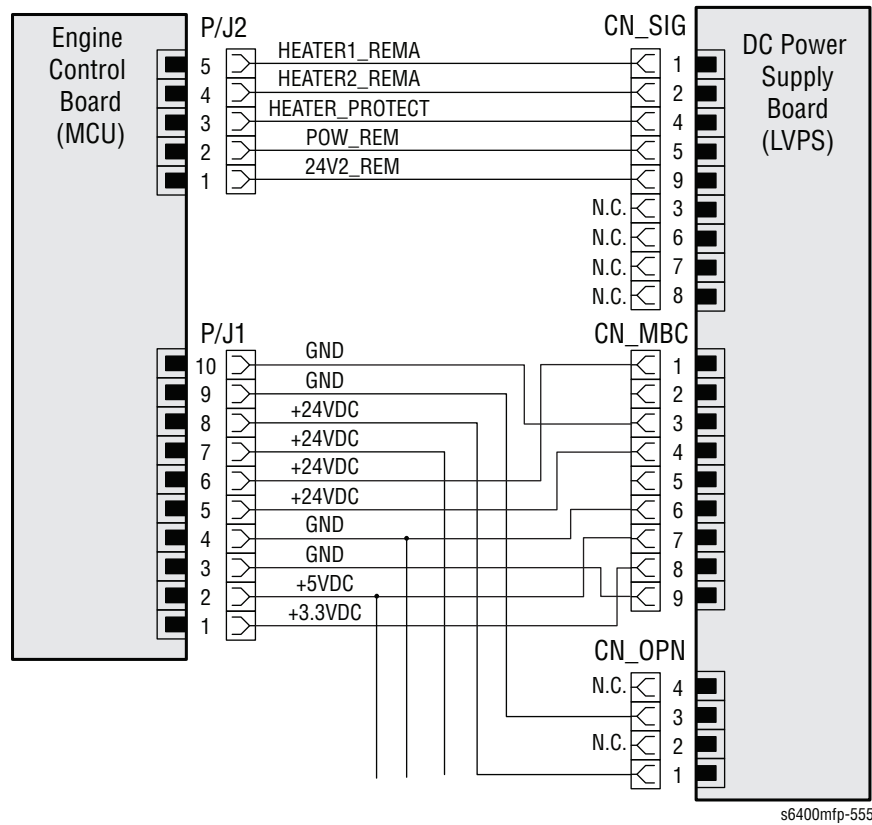 Engine
Control
Board
(MCU)
P/J2
5 HEATER1_REMA
4 HEATER2_REMA
3 HEATER_PROTECT
2 POW_REM
1 24V2_REM
CN_SIG
1
2
4
5
9
N.C. 3
N.C. 6
N.C. 7
N.C. 8
DC Power
Supply
Board
(LVPS)
P/J1
10 GND
9 GND
8 +24VDC
7 +24VDC
6 +24VDC
5 +24VDC
4 GND
3 GND
2 +5VDC
1 +3.3VDC
CN_MBC
1
2
3
4
5
6
7
8
9
CN_OPN
N.C. 4
3
N.C. 2
1
s6400mfp-555